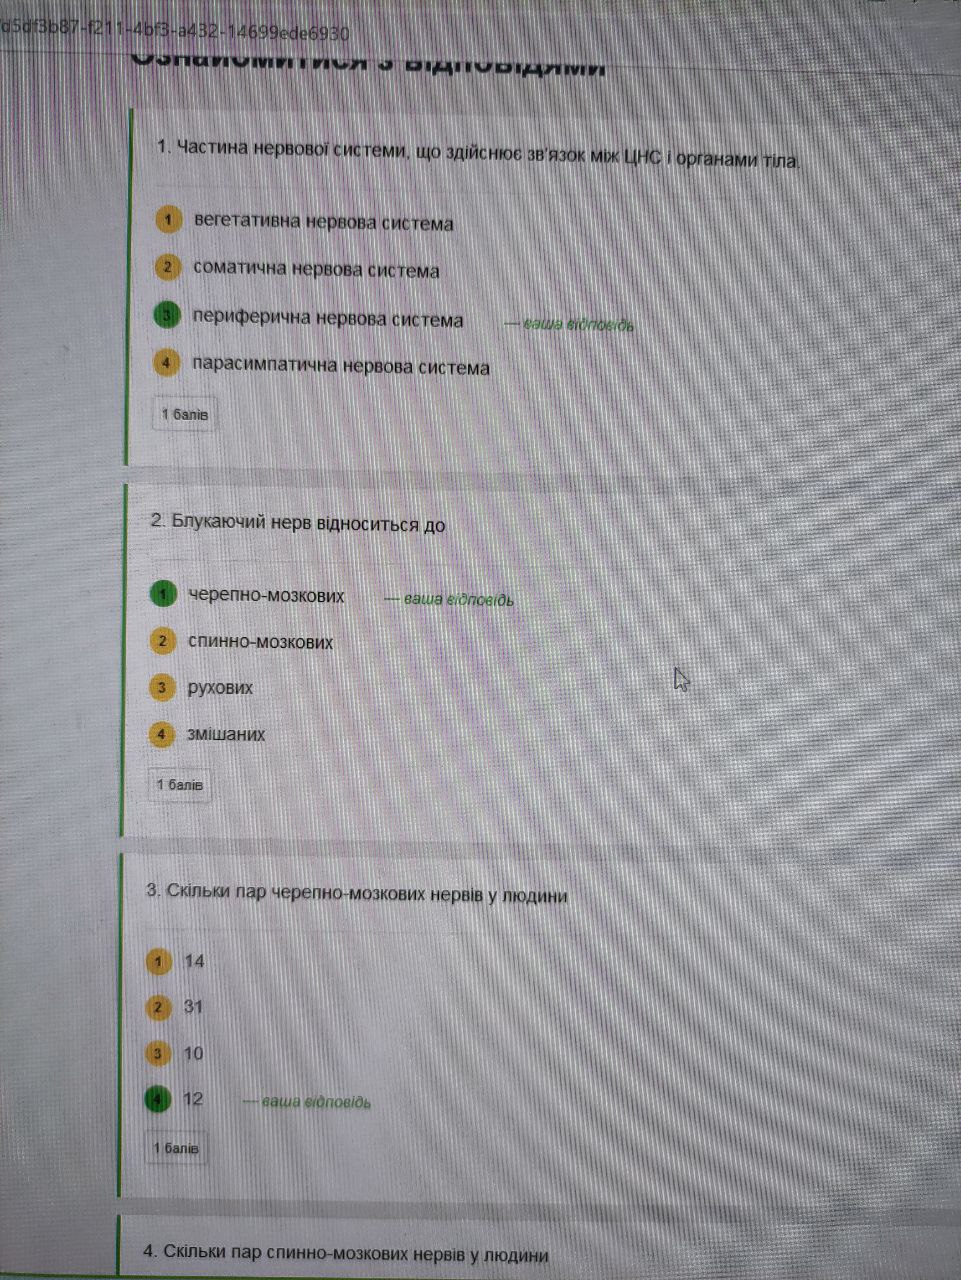 d5df3b87-f211-4bf3-a432-14699ede6930
Ознайомитися з відповідями
1. Частина нервової системи, що здійснює зв'язок між ЦНС і органами тіла.
1 вегетативна нервова система
2 соматична нервова система
3 периферична нервова система — ваша відповідь
4 парасимпатична нервова система
1 балів
2. Блукаючий нерв відноситься до
1 черепно-мозкових — ваша відповідь
2 спинно-мозкових
3 рухових
4 змішаних
1 балів
3. Скільки пар черепно-мозкових нервів у людини
1 14
2 31
3 10
4 12 — ваша відповідь
1 балів
4. Скільки пар спинно-мозкових нервів у людини